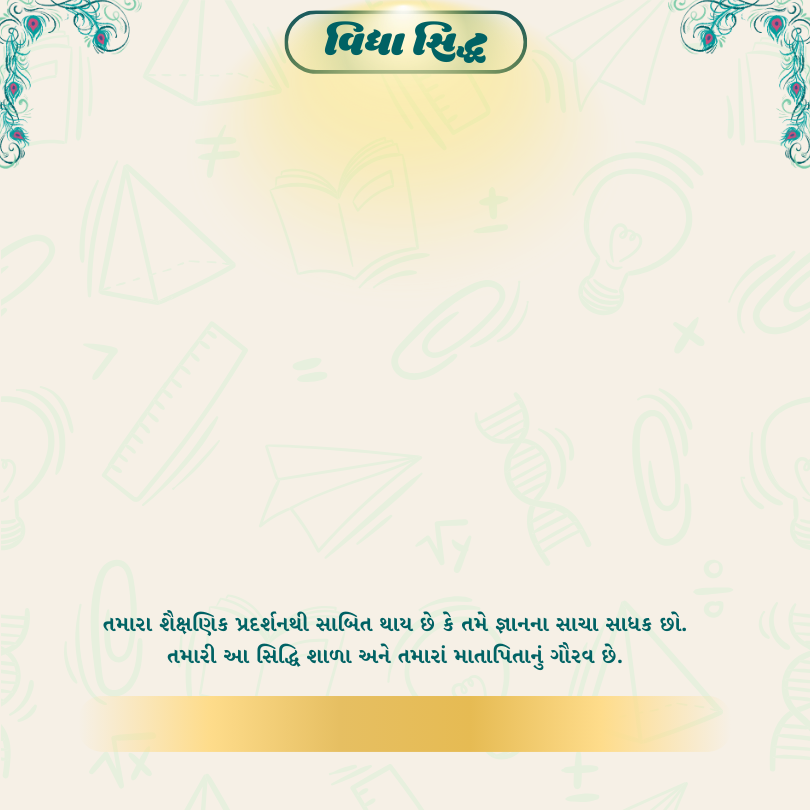 વિદ્યા સિદ્ધ
તમારા શૈક્ષણિક પ્રદર્શનથી સાબિત થાય છે કે તમે જ્ઞાનના સાચા સાધક છો.
તમારી આ સિદ્ધિ શાળા અને તમારાં માતાપિતાનું ગૌરવ છે.